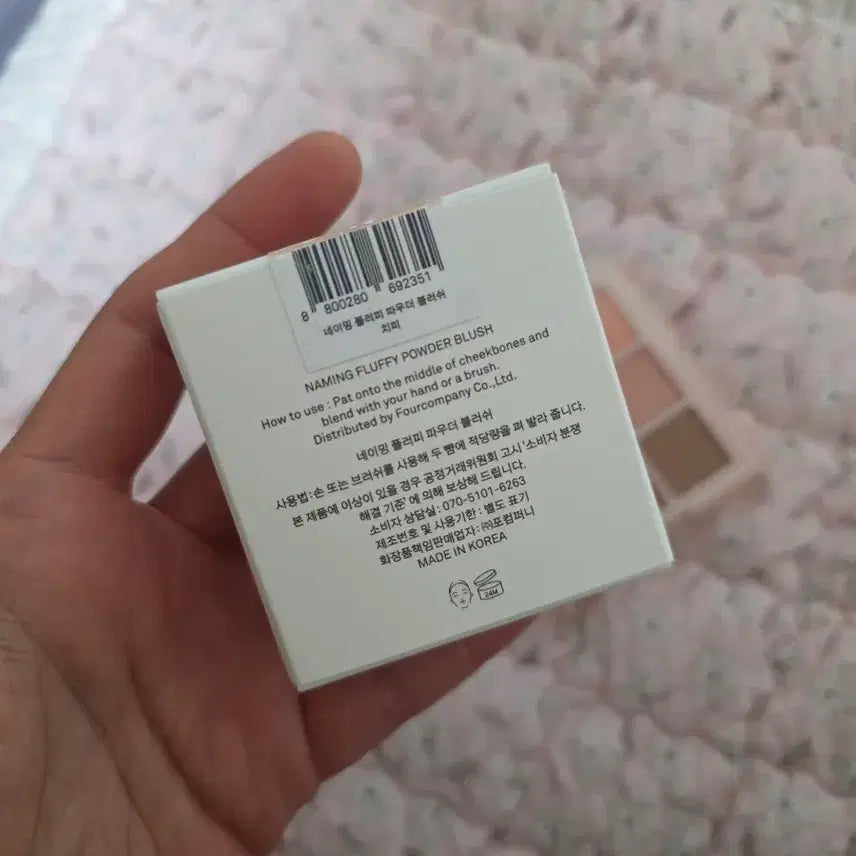 8 800280 692351
네이밍 플러피 파우더 블러쉬
치피
NAMING FLUFFY POWDER BLUSH
How to use : Pat onto the middle of cheekbones and
blend with your hand or a brush.
Distributed by Fourcompany Co.,Ltd.
네이밍 플러피 파우더 블러쉬
사용법 : 손 또는 브러쉬를 사용해 두 뺨에 적당량을 펴 발라 줍니다.
본 제품에 이상이 있을 경우 공정거래위원회 고시 '소비자 분쟁
해결 기준' 에 의해 보상해 드립니다.
소비자 상담실 : 070-5101-6263
제조번호 및 사용기한 : 별도 표기
화장품책임판매업자 : ㈜포컴퍼니
MADE IN KOREA
24M